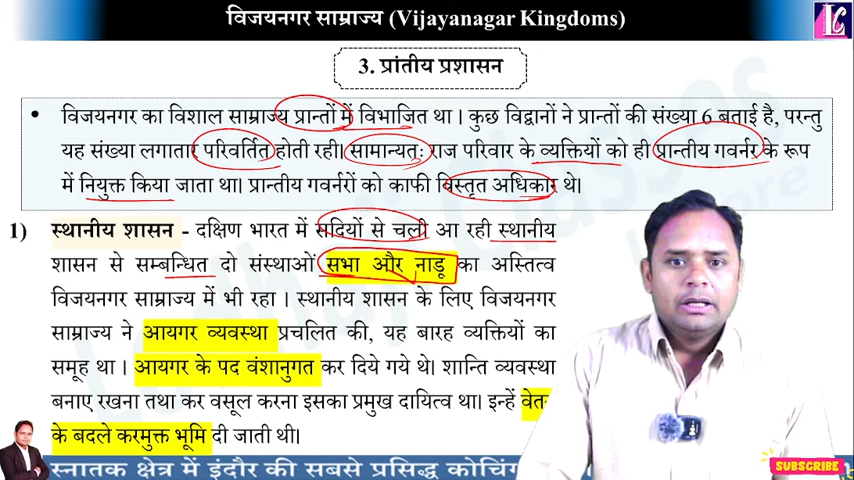 विजयनगर साम्राज्य (Vijayanagar Kingdoms)
LC
3. प्रांतीय प्रशासन
• विजयनगर का विशाल साम्राज्य प्रान्तों में विभाजित था। कुछ विद्वानों ने प्रान्तों की संख्या 6 बताई है, परन्तु
यह संख्या लगातार परिवर्तित होती रही। सामान्यतः राज परिवार के व्यक्तियों को ही प्रान्तीय गवर्नर के रूप
में नियुक्त किया जाता था। प्रान्तीय गवर्नरों को काफी विस्तृत अधिकार थे।
1) स्थानीय शासन - दक्षिण भारत में सदियों से चली आ रही स्थानीय
शासन से सम्बन्धित दो संस्थाओं सभा और नाडू का अस्तित्व
विजयनगर साम्राज्य में भी रहा। स्थानीय शासन के लिए विजयनगर
साम्राज्य ने आयगर व्यवस्था प्रचलित की, यह बारह व्यक्तियों का
समूह था। आयगर के पद वंशानुगत कर दिये गये थे। शान्ति व्यवस्था
बनाए रखना तथा कर वसूल करना इसका प्रमुख दायित्व था। इन्हें
के बदले करमुक्त भूमि दी जाती थी।
स्नातक क्षेत्र में इंदौर की सबसे प्रसिद्ध कोचिंग
SUBSCRIBE